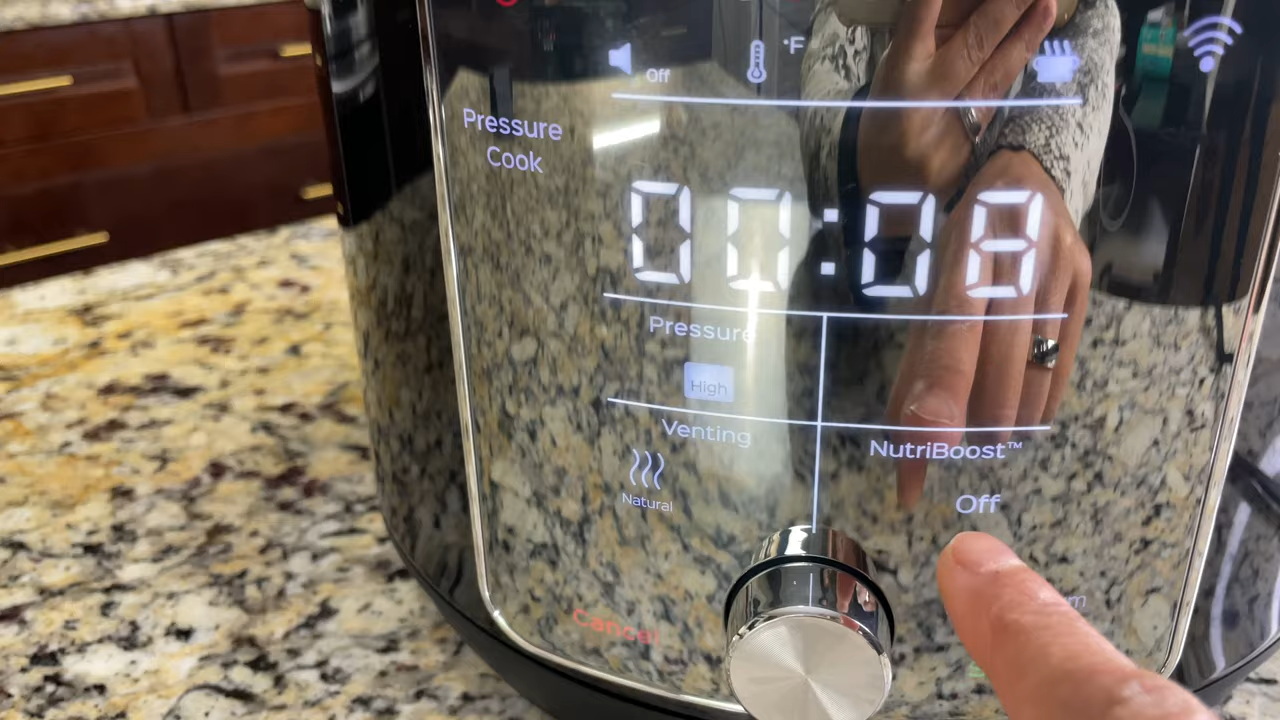 Off
°F
Pressure
Cook
00:08
Pressure
High
Venting
NutriBoost™
Natural
Off
Cancel